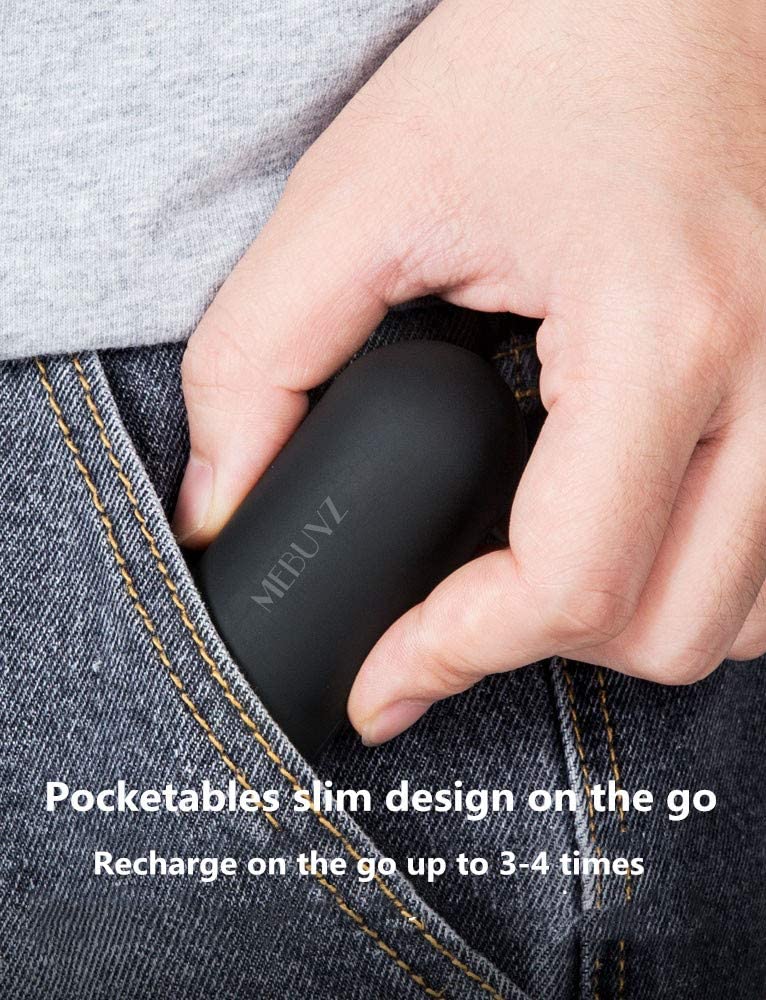 MEBUYZ
Pocketables slim design on the go
Recharge on the go up to 3-4 times